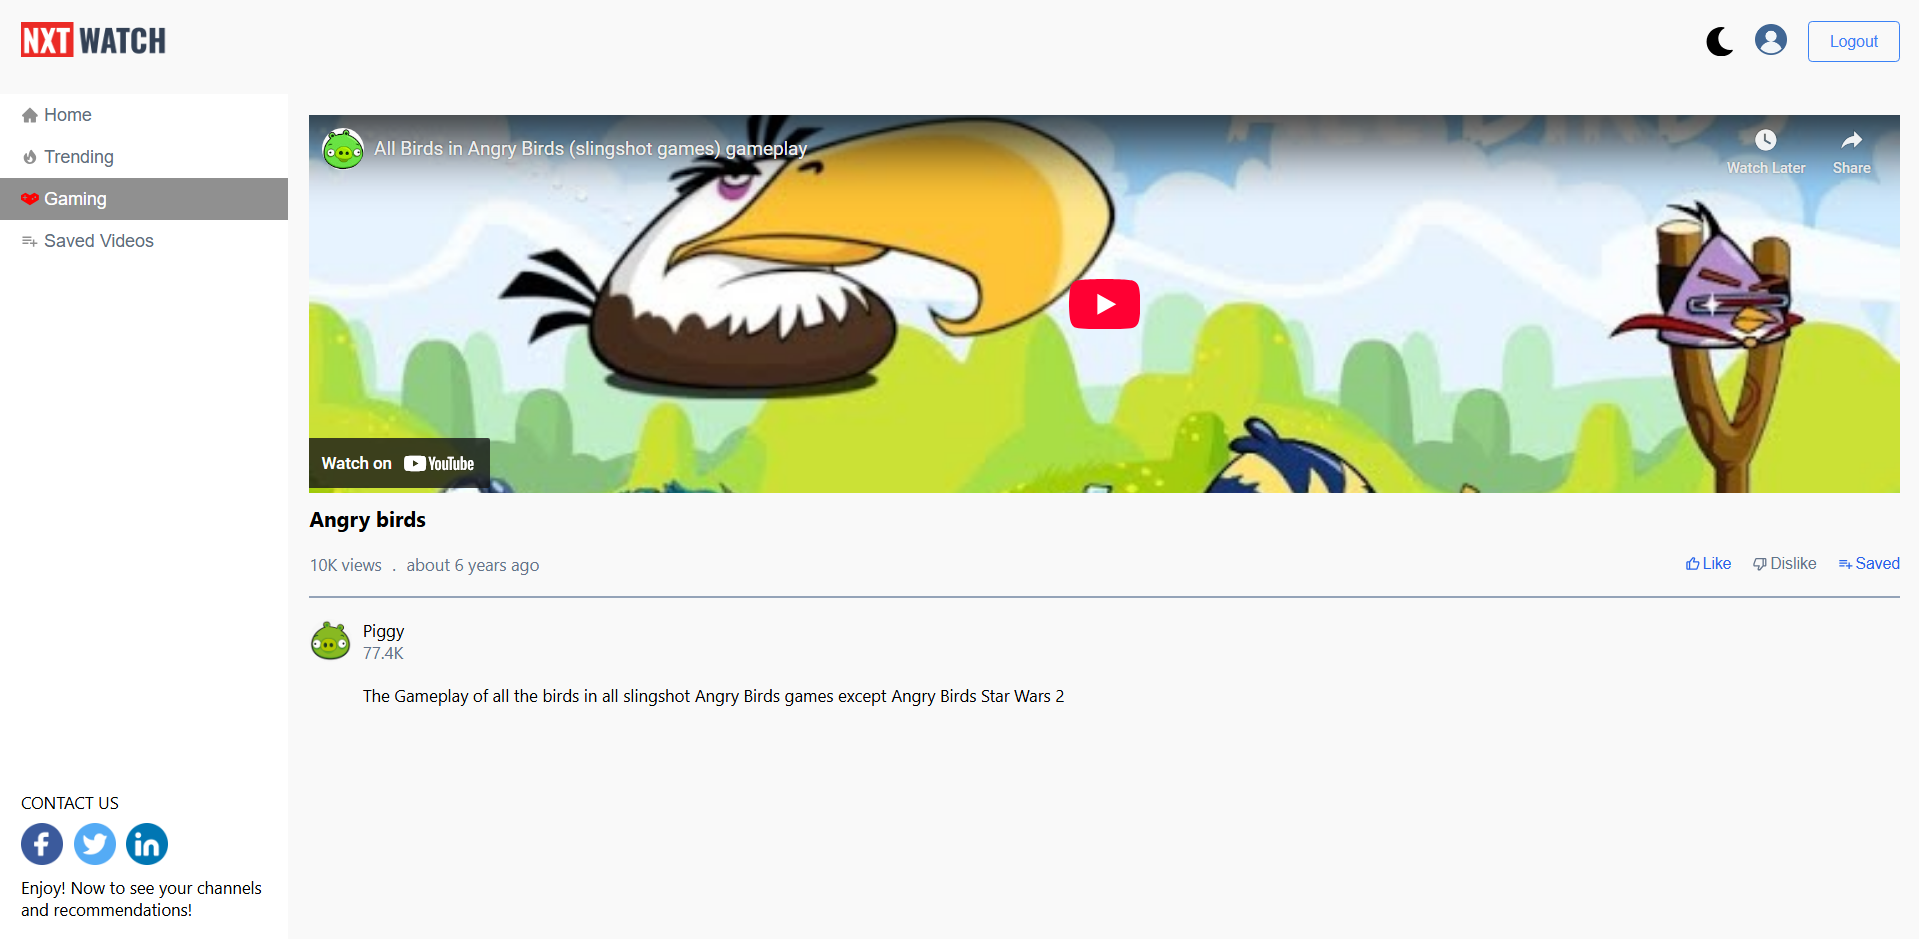 NXT WATCH
Logout
Home
Trending
Gaming
Saved Videos
All Birds in Angry Birds (slingshot games) gameplay
Watch Later
Share
Watch on YouTube
Angry birds
10K views . about 6 years ago
Like
Dislike
Saved
Piggy
77.4K
The Gameplay of all the birds in all slingshot Angry Birds games except Angry Birds Star Wars 2
CONTACT US
Enjoy! Now to see your channels
and recommendations!